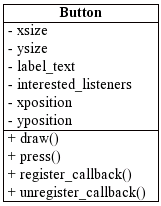 Button
- xsize
- ysize
- label_text
- interested_listeners
- xposition
- yposition
+ draw()
+ press()
+ register_callback()
+ unregister_callback()